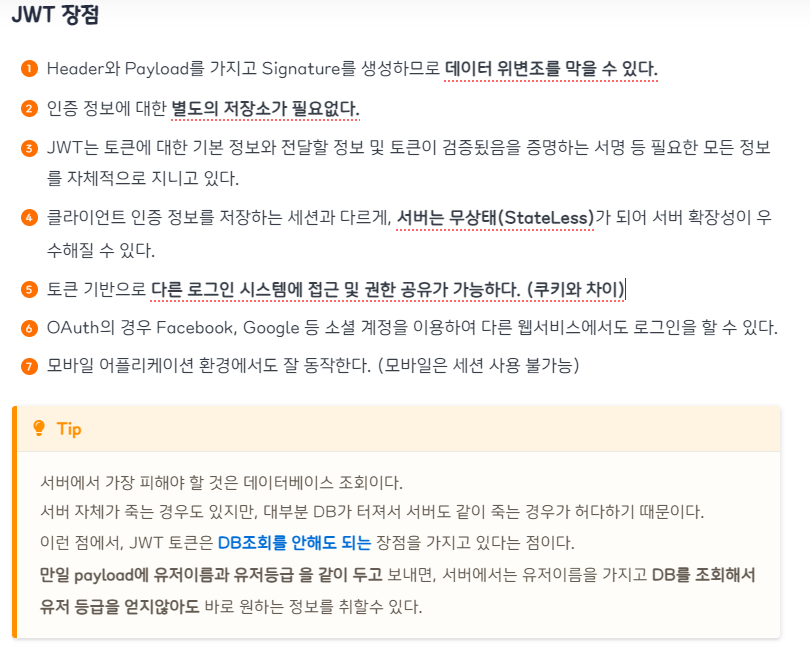 JWT 장점
1 Header와 Payload를 가지고 Signature를 생성하므로 데이터 위변조를 막을 수 있다.
2 인증 정보에 대한 별도의 저장소가 필요없다.
3 JWT는 토큰에 대한 기본 정보와 전달할 정보 및 토큰이 검증됬음을 증명하는 서명 등 필요한 모든 정보
를 자체적으로 지니고 있다.
4 클라이언트 인증 정보를 저장하는 세션과 다르게, 서버는 무상태(StateLess)가 되어 서버 확장성이 우
수해질 수 있다.
5 토큰 기반으로 다른 로그인 시스템에 접근 및 권한 공유가 가능하다. (쿠키와 차이)
6 OAuth의 경우 Facebook, Google 등 소셜 계정을 이용하여 다른 웹서비스에서도 로그인을 할 수 있다.
7 모바일 어플리케이션 환경에서도 잘 동작한다. (모바일은 세션 사용 불가능)
Tip
서버에서 가장 피해야 할 것은 데이터베이스 조회이다.
서버 자체가 죽는 경우도 있지만, 대부분 DB가 터져서 서버도 같이 죽는 경우가 허다하기 때문이다.
이런 점에서, JWT 토큰은 DB조회를 안해도 되는 장점을 가지고 있다는 점이다.
만일 payload에 유저이름과 유저등급 을 같이 두고 보내면, 서버에서는 유저이름을 가지고 DB를 조회해서
유저 등급을 얻지않아도 바로 원하는 정보를 취할수 있다.